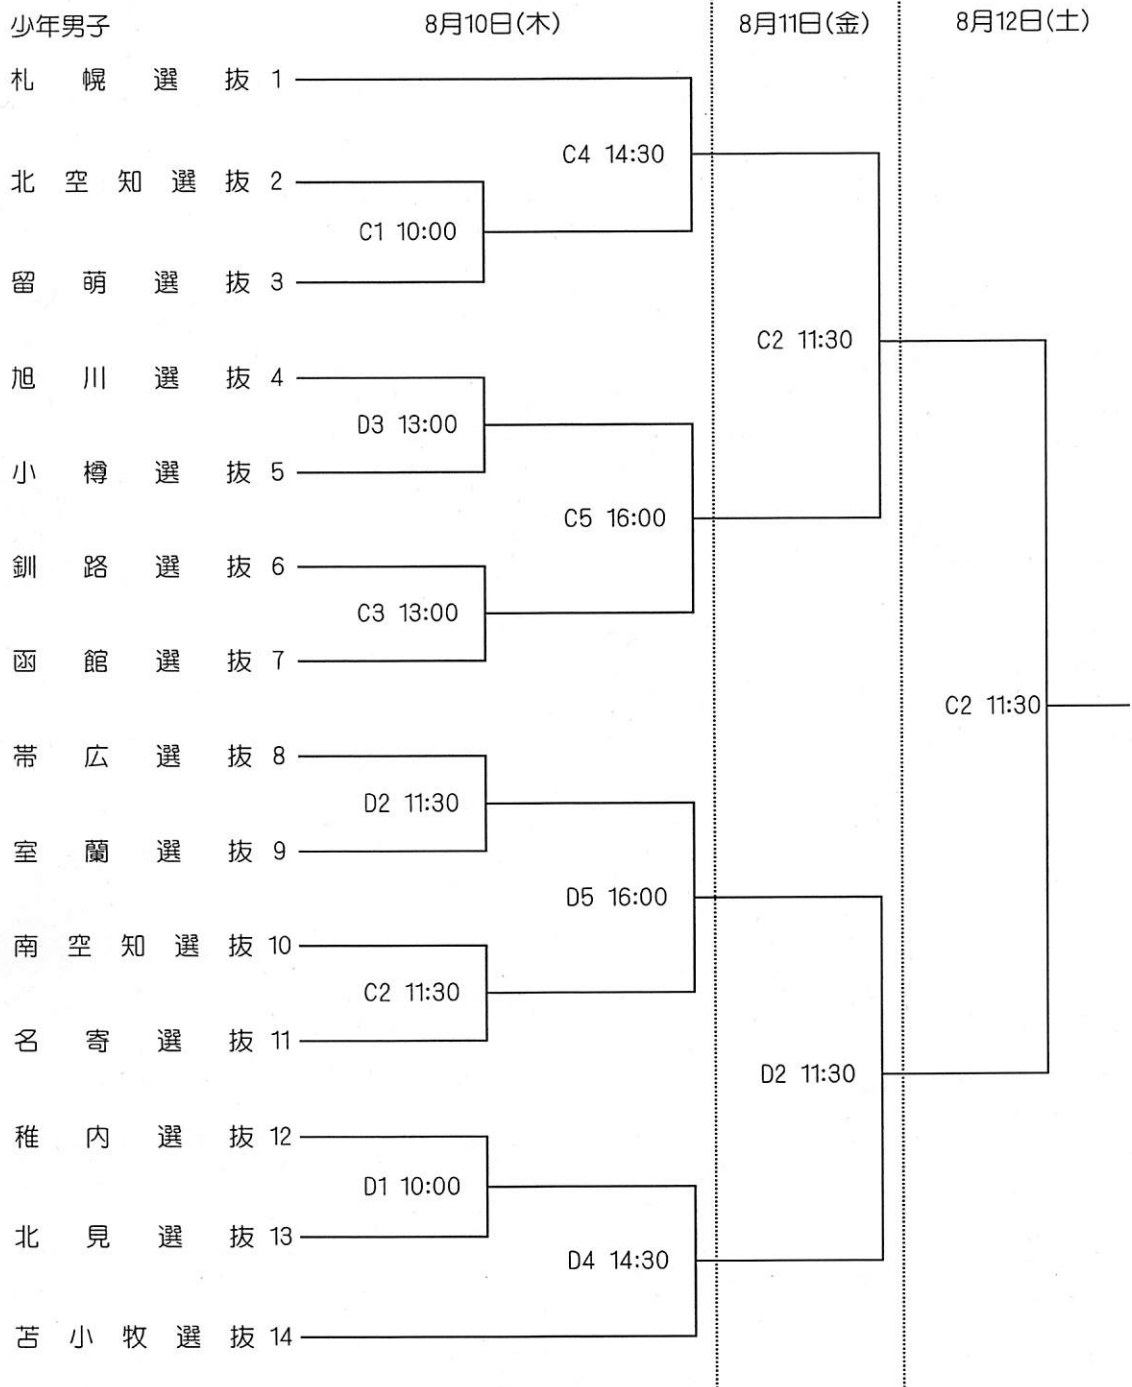 少年男子 8月10日(木) 8月11日(金) 8月12日(土)
札幌選抜 1
C4 14:30
北空知選抜 2
C1 10:00
留萌選抜 3
C2 11:30
旭川選抜 4
D3 13:00
小樽選抜 5
C5 16:00
釧路選抜 6
C3 13:00
函館選抜 7
C2 11:30
帯広選抜 8
D2 11:30
室蘭選抜 9
D5 16:00
南空知選抜 10
C2 11:30
名寄選抜 11
D2 11:30
稚内選抜 12
D1 10:00
北見選抜 13
D4 14:30
苫小牧選抜 14